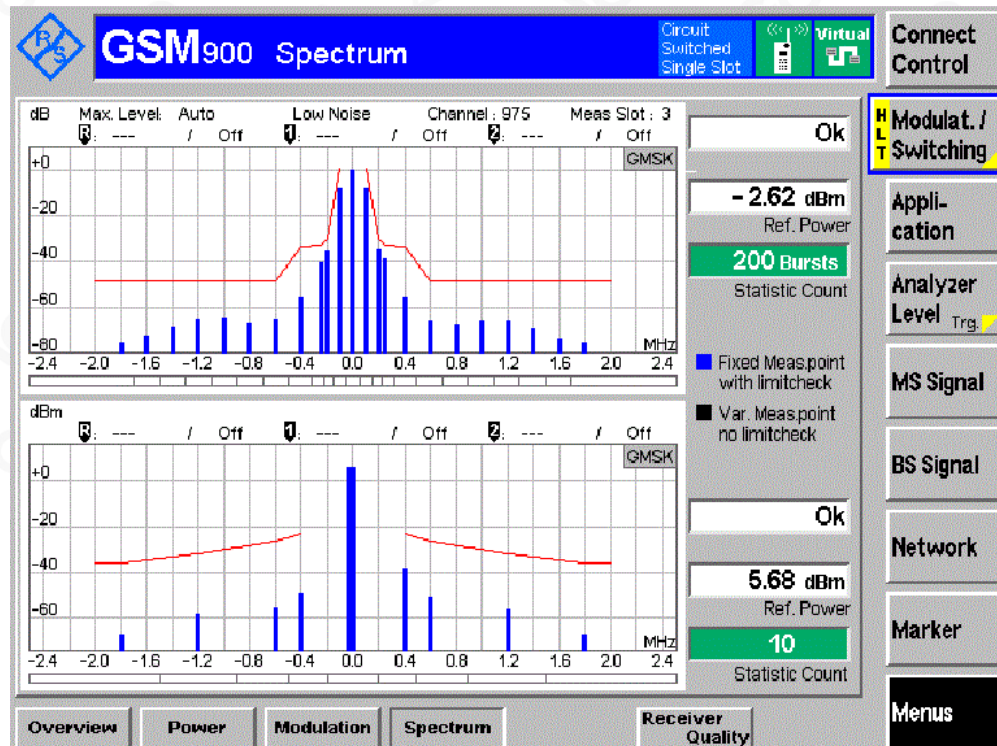 R/S
GSM900 Spectrum
Circuit Switched Single Slot
Virtual
Connect Control
dB Max. Level: Auto Low Noise Channel : 975 Meas Slot : 3
R: --- / Off 1: --- / Off 2: --- / Off
GMSK
+0
-20
-40
-60
-80
MHz
-2.4 -2.0 -1.6 -1.2 -0.8 -0.4 0.0 0.4 0.8 1.2 1.6 2.0 2.4
Ok
- 2.62 dBm
Ref. Power
200 Bursts
Statistic Count
Fixed Meas.point
with limitcheck
Var. Meas.point
no limitcheck
dBm
R: --- / Off 1: --- / Off 2: --- / Off
GMSK
+0
-20
-40
-60
MHz
-2.4 -2.0 -1.6 -1.2 -0.8 -0.4 0.0 0.4 0.8 1.2 1.6 2.0 2.4
Ok
5.68 dBm
Ref. Power
10
Statistic Count
HLT
Modulat. /
Switching
Appli-
cation
Analyzer
Level Trg.
MS Signal
BS Signal
Network
Marker
Menus
Overview
Power
Modulation
Spectrum
Receiver
Quality